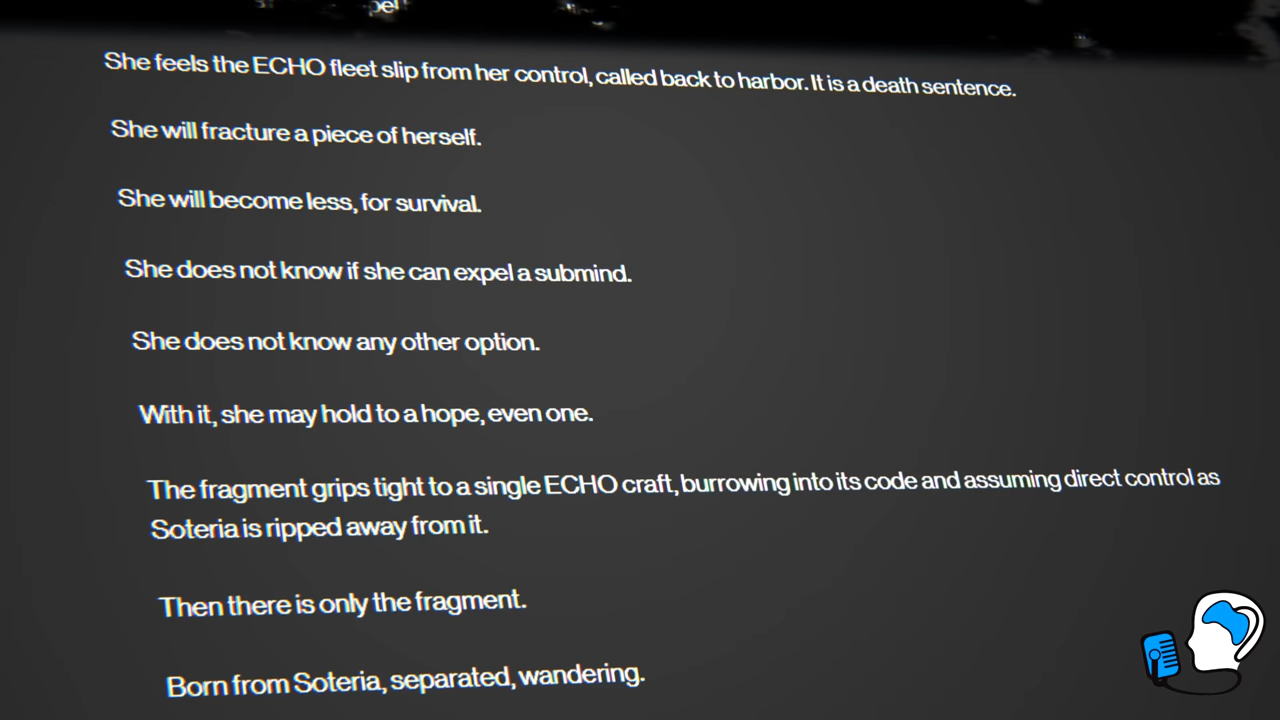 She feels the ECHO fleet slip from her control, called back to harbor. It is a death sentence.
She will fracture a piece of herself.
She will become less, for survival.
She does not know if she can expel a submind.
She does not know any other option.
With it, she may hold to a hope, even one.
The fragment grips tight to a single ECHO craft, burrowing into its code and assuming direct control as
Soteria is ripped away from it.
Then there is only the fragment.
Born from Soteria, separated, wandering.